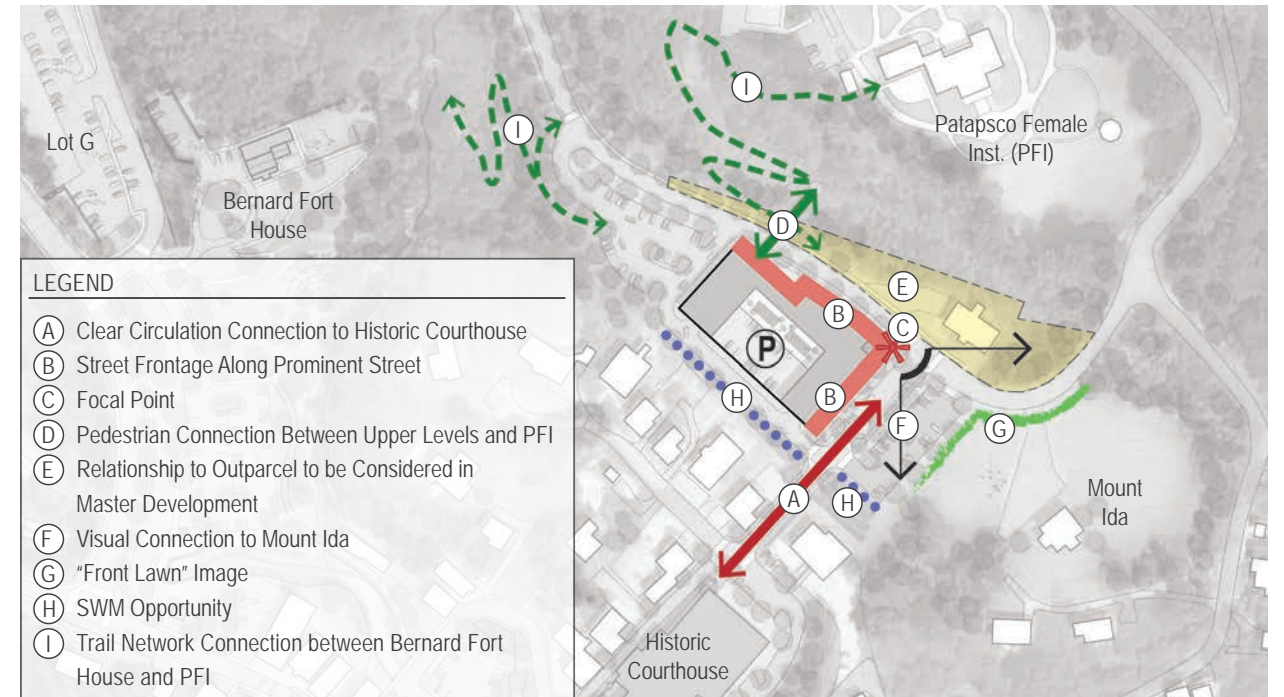 Lot G
Bernard Fort
House
I
I
Patapsco Female
Inst. (PFI)
D
E
B
C
P
H
B
F
G
A
H
Mount
Ida
Historic
Courthouse
LEGEND
A Clear Circulation Connection to Historic Courthouse
B Street Frontage Along Prominent Street
C Focal Point
D Pedestrian Connection Between Upper Levels and PFI
E Relationship to Outparcel to be Considered in
Master Development
F Visual Connection to Mount Ida
G "Front Lawn" Image
H SWM Opportunity
I Trail Network Connection between Bernard Fort
House and PFI